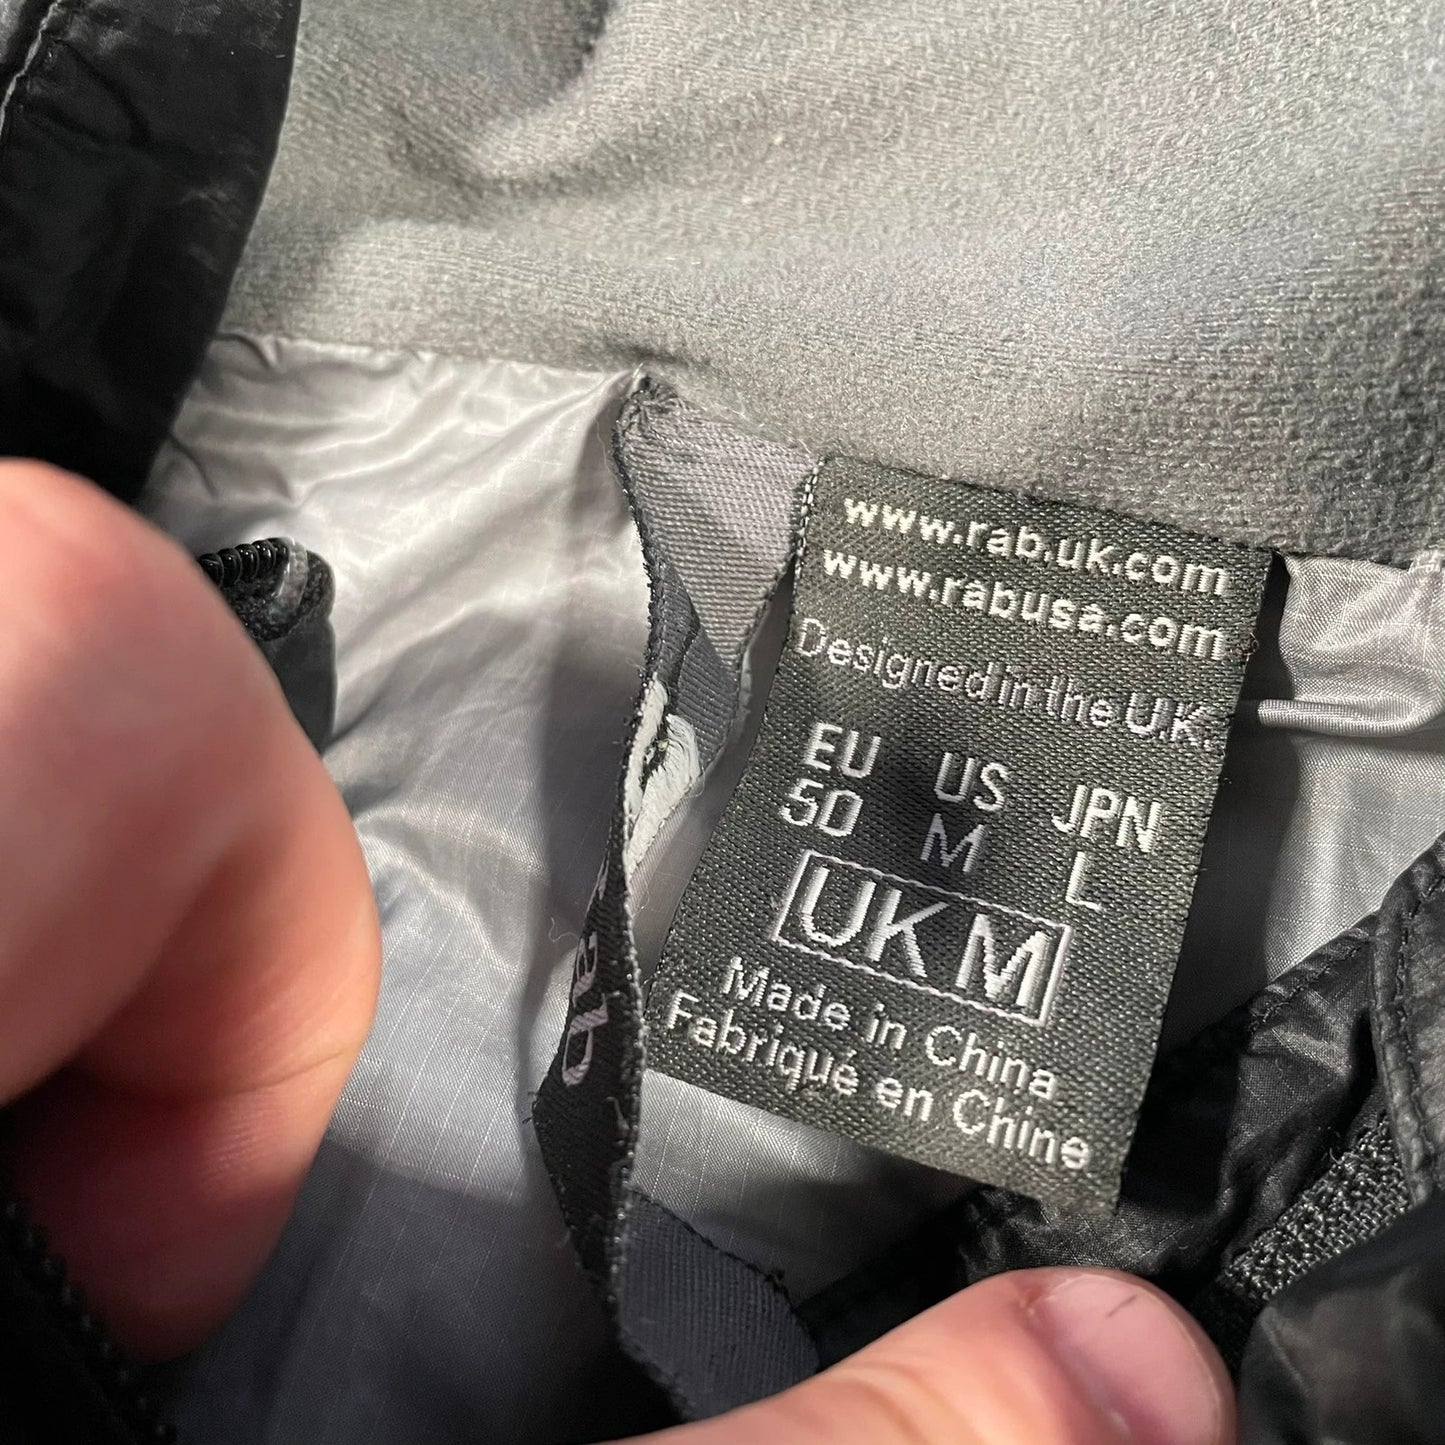 www.rab.uk.com
www.rabusa.com
Designed in the U.K.
EU US JPN
50 M L
UK M
Made in China
Fabriqué en Chine
ab